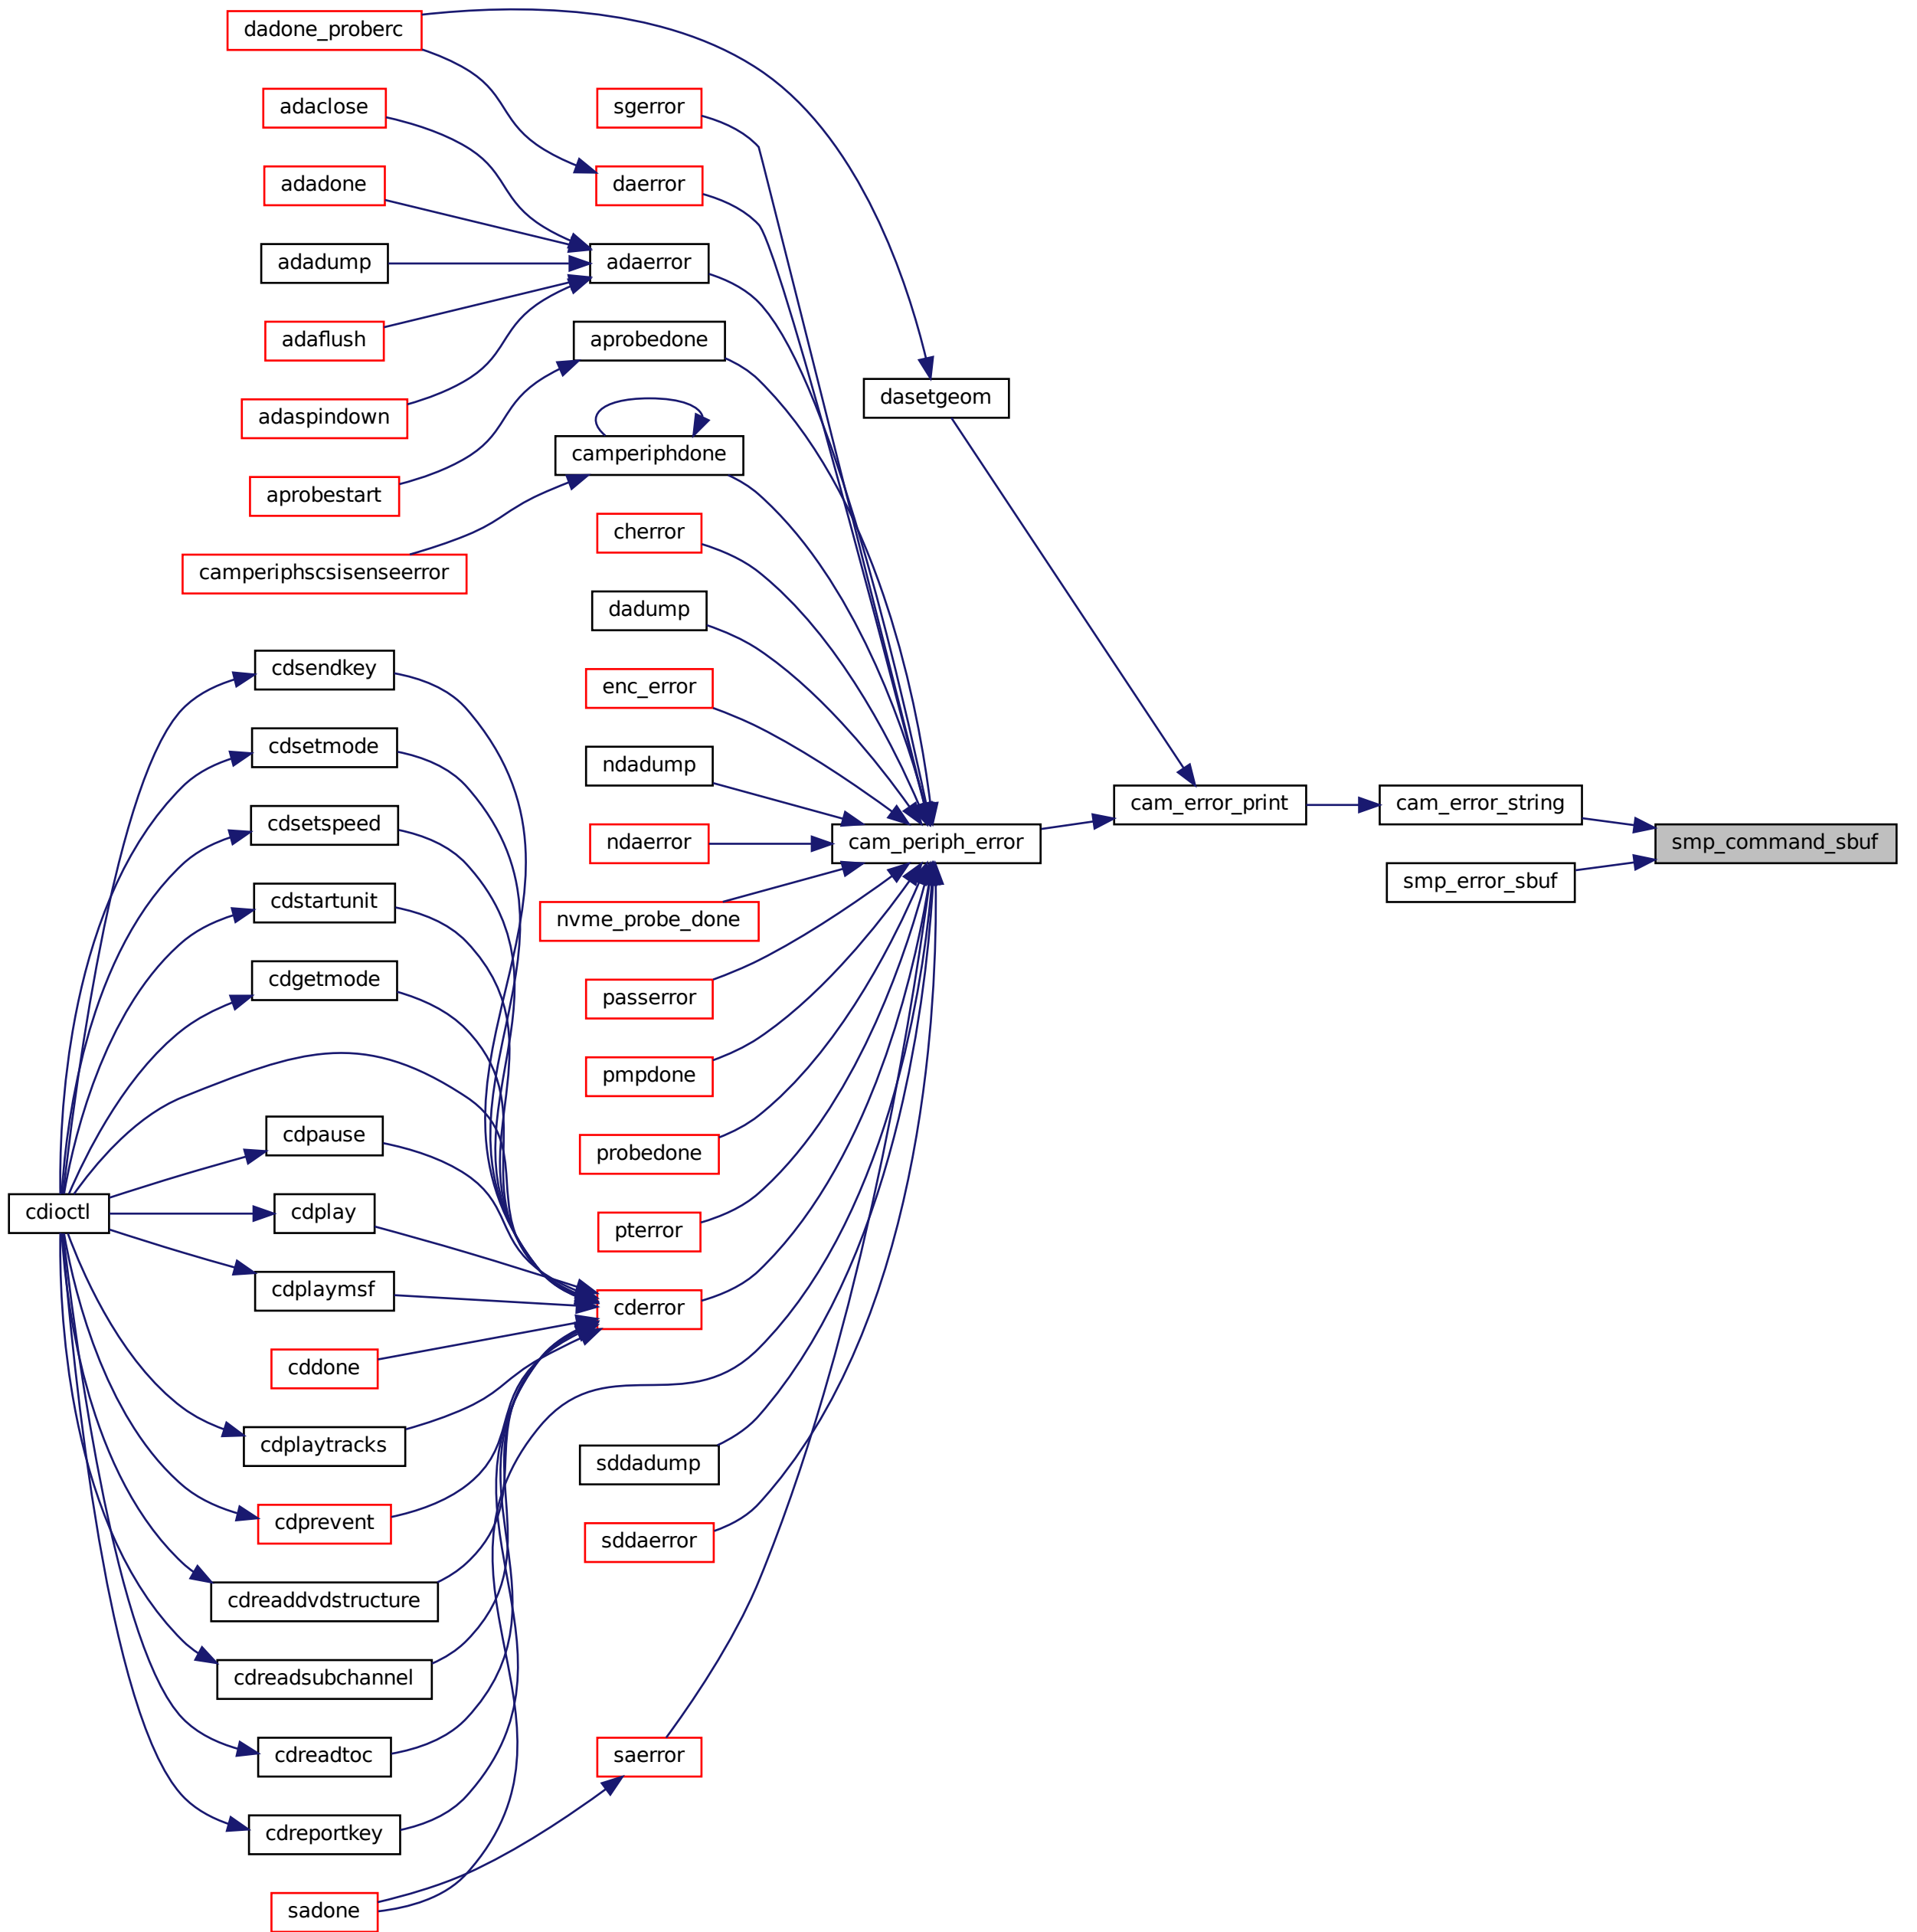 dadone_proberc
adaclose
sgerror
adadone
daerror
adadump
adaerror
adaflush
aprobedone
adaspindown
dasetgeom
camperiphdone
aprobestart
cherror
camperiphscsisenseerror
dadump
cdsendkey
enc_error
cdsetmode
ndadump
cdsetspeed
cam_error_print
cam_error_string
ndaerror
cam_periph_error
smp_command_sbuf
cdstartunit
nvme_probe_done
smp_error_sbuf
cdgetmode
passerror
pmpdone
cdpause
probedone
cdioctl
cdplay
pterror
cdplaymsf
cderror
cddone
cdplaytracks
sddadump
cdprevent
sddaerror
cdreaddvdstructure
cdreadsubchannel
cdreadtoc
saerror
cdreportkey
sadone